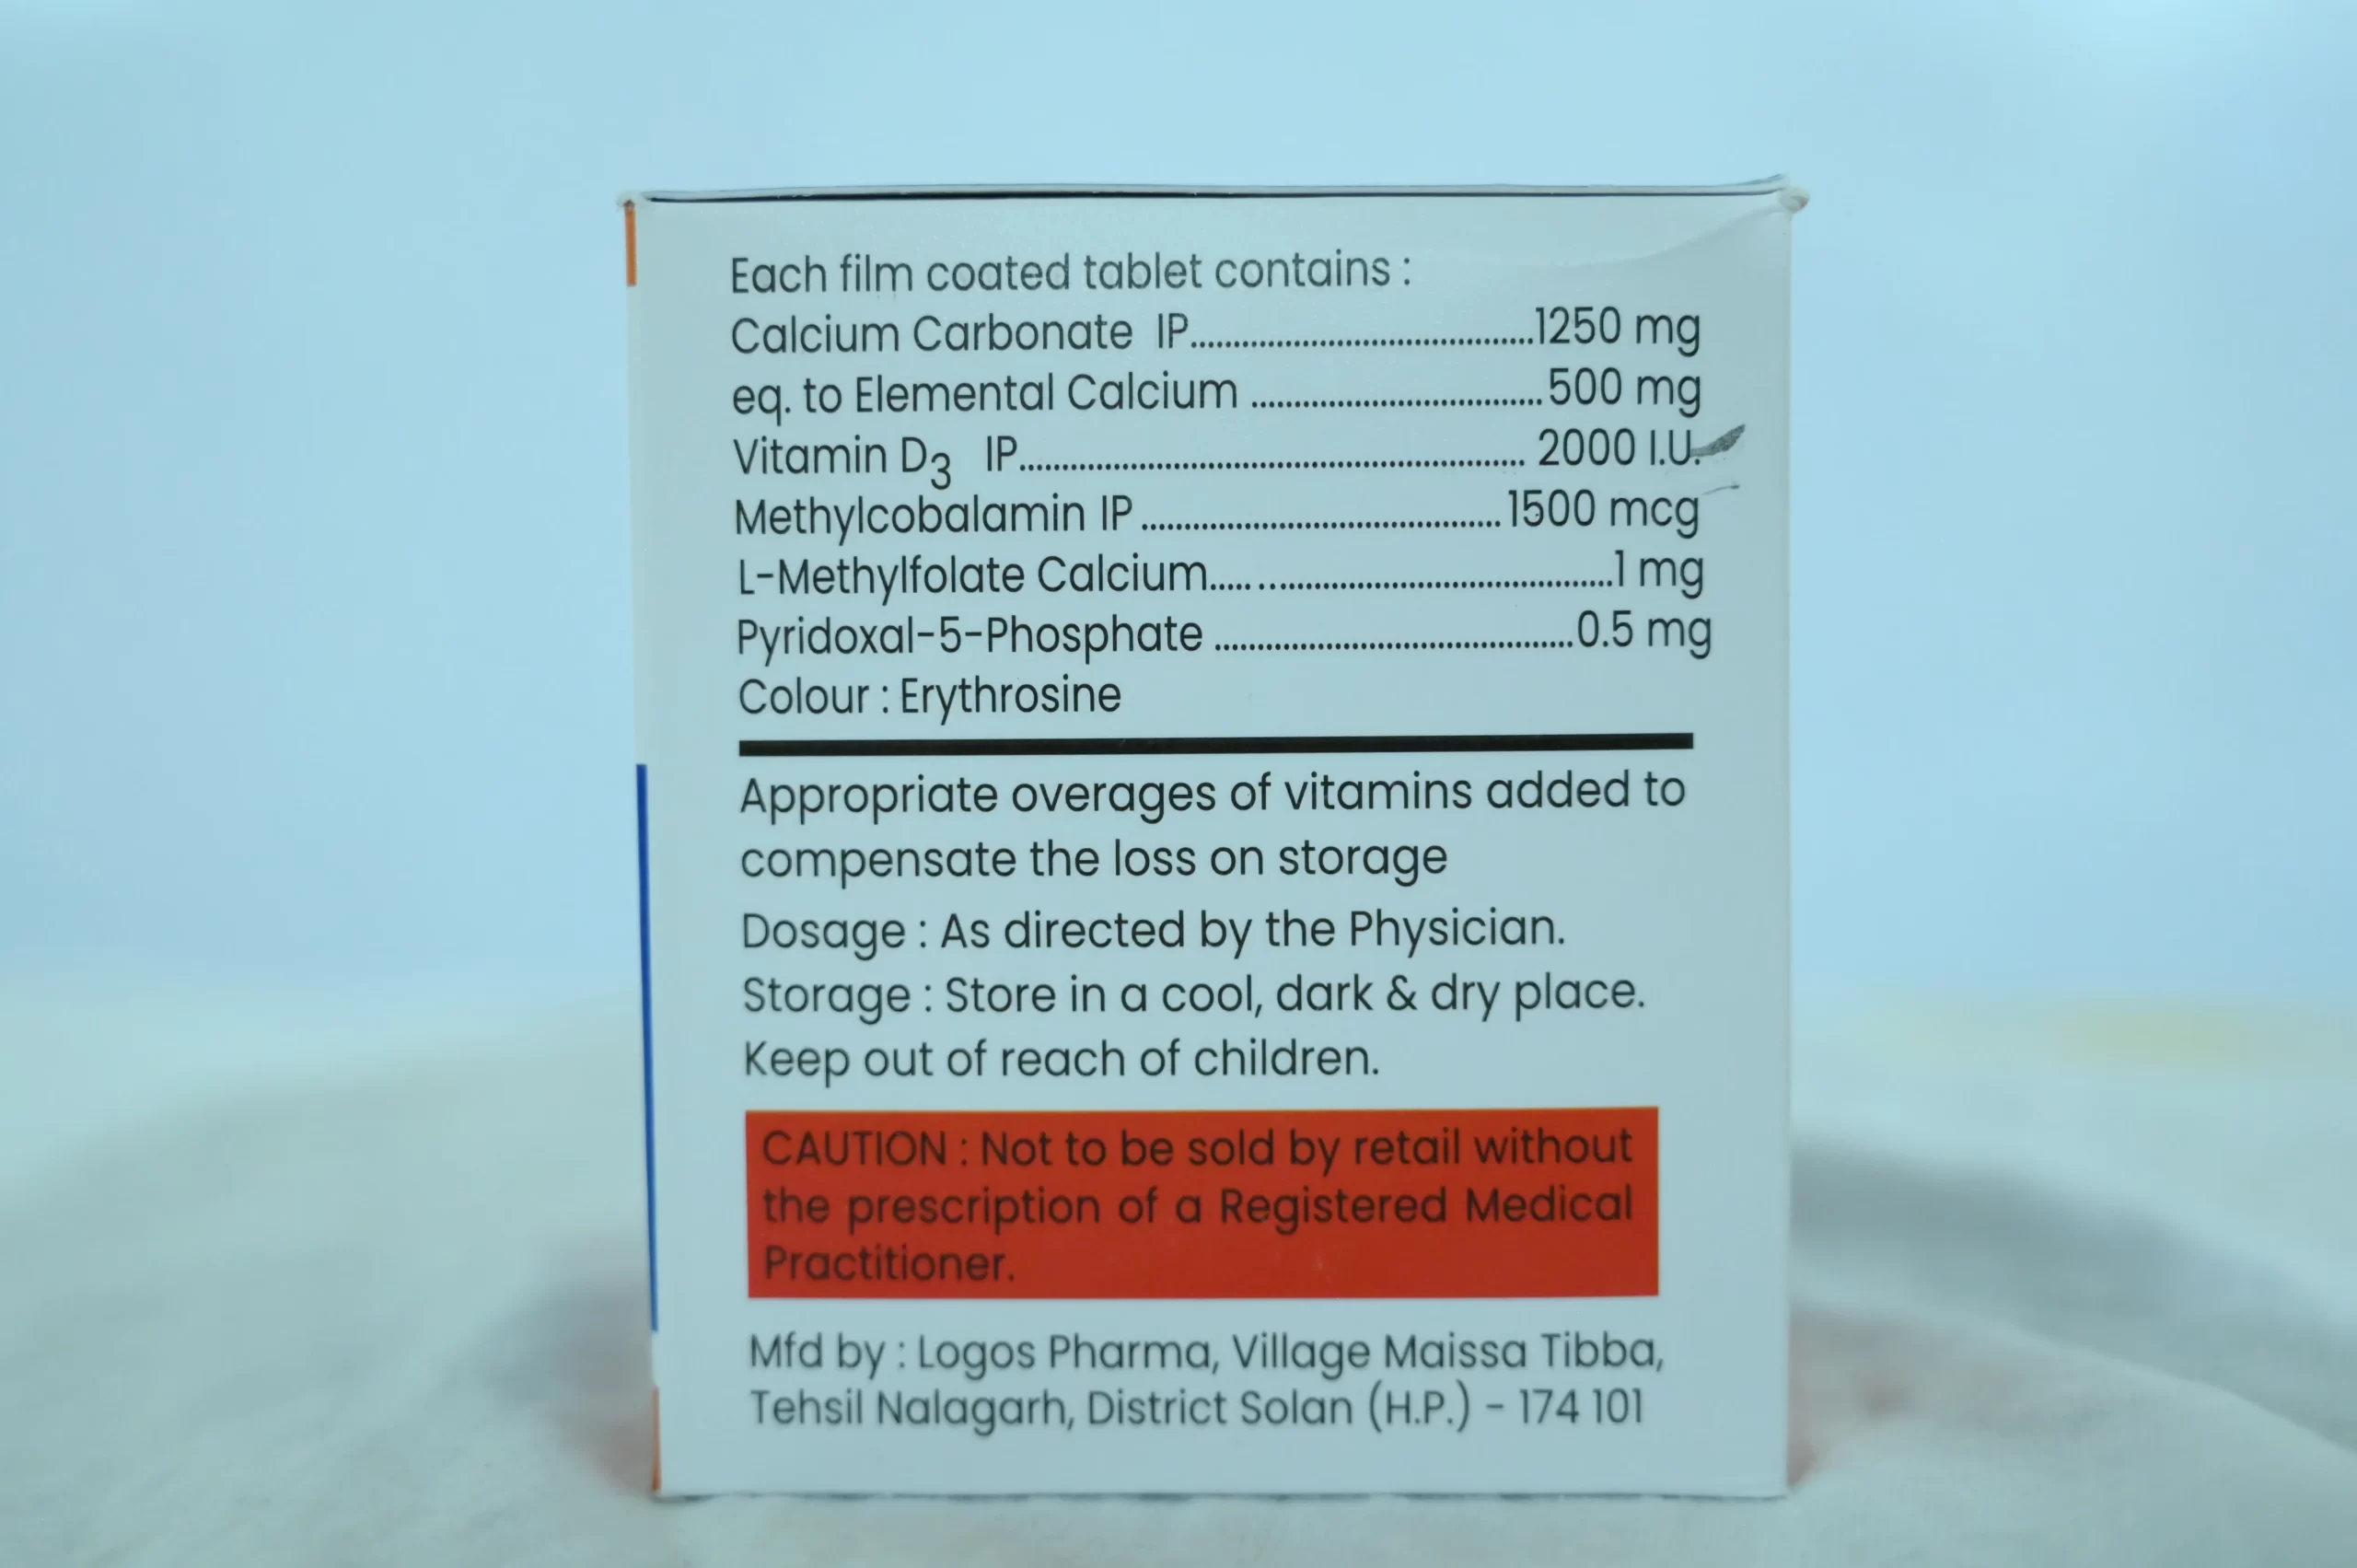 Each film coated tablet contains :
Calcium Carbonate IP.......................................1250 mg
eq. to Elemental Calcium ..................................500 mg
Vitamin D3 IP........................................................... 2000 I.U.
Methylcobalamin IP..........................................1500 mcg
L-Methylfolate Calcium..............................................1 mg
Pyridoxal-5-Phosphate ..........................................0.5 mg
Colour : Erythrosine
Appropriate overages of vitamins added to
compensate the loss on storage
Dosage : As directed by the Physician.
Storage : Store in a cool, dark & dry place.
Keep out of reach of children.
CAUTION : Not to be sold by retail without
the prescription of a Registered Medical
Practitioner.
Mfd by : Logos Pharma, Village Maissa Tibba,
Tehsil Nalagarh, District Solan (H.P.) - 174 101